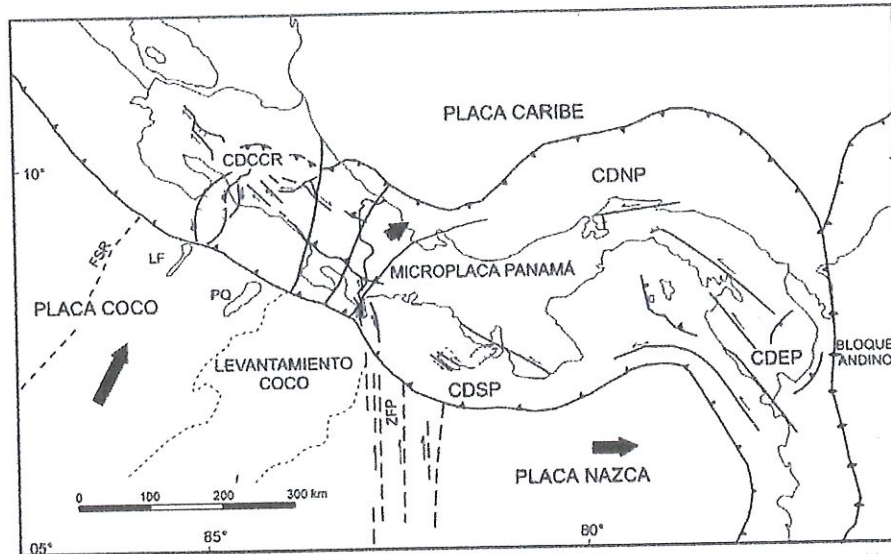 PLACA CARIBE
10°
CDCCR
CDNP
FSR
LF
MICROPLACA PANAMÁ
PQ
PLACA COCO
LEVANTAMIENTO
COCO
BLOQUE
ANDINO
CDEP
CDSP
ZFP
PLACA NAZCA
0 100 200 300 km
05°
85°
80°